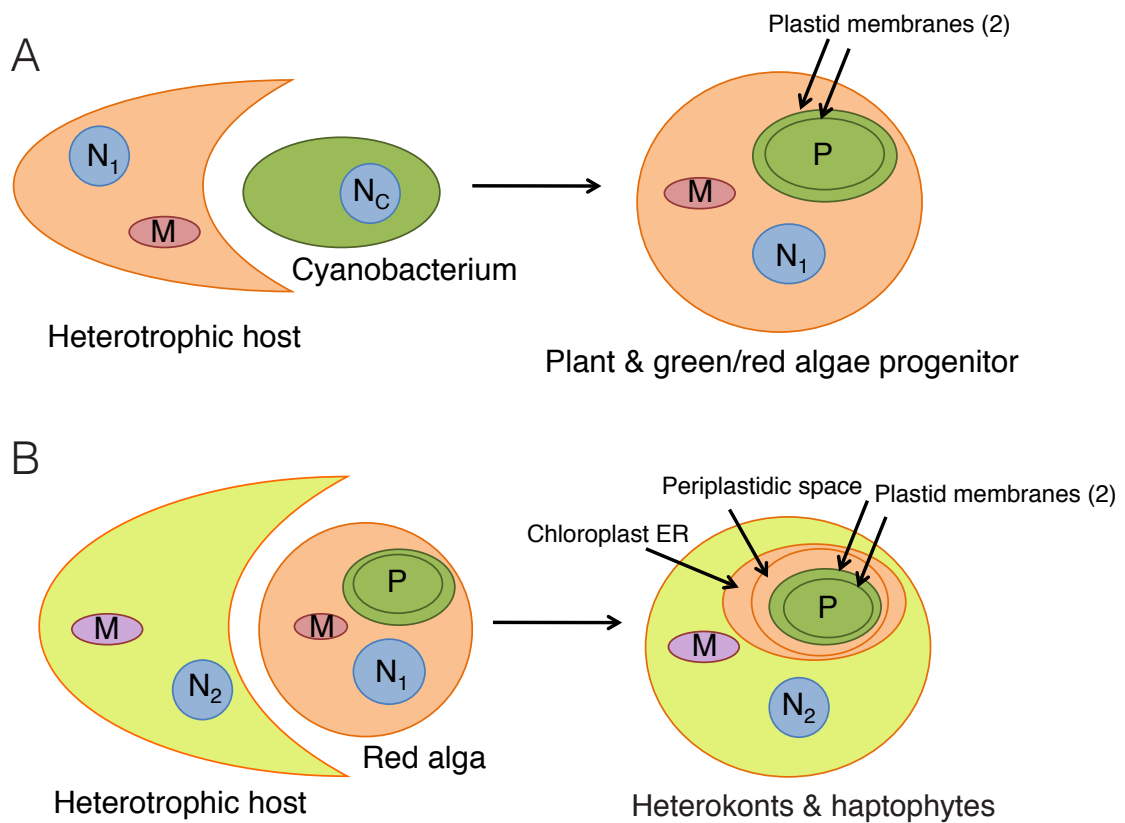 A
Plastid membranes (2)
N₁
M
N_C
Cyanobacterium
Heterotrophic host
P
M
N₁
Plant & green/red algae progenitor
B
Periplastidic space
Plastid membranes (2)
Chloroplast ER
M
N₂
P
M
N₁
Red alga
Heterotrophic host
P
M
N₂
Heterokonts & haptophytes